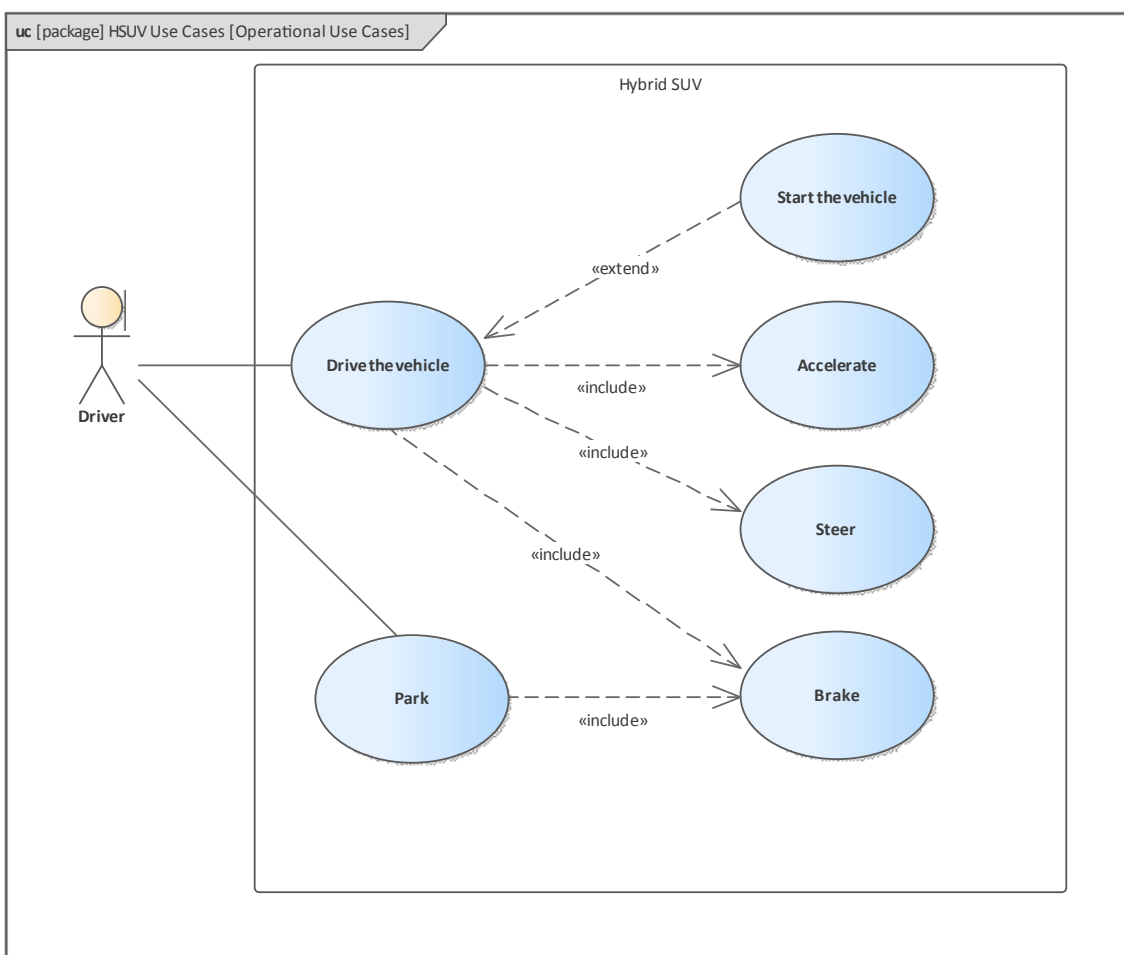 uc [package] HSUV Use Cases [Operational Use Cases]
Hybrid SUV
Start the vehicle
«extend»
Drive the vehicle
Accelerate
«include»
Driver
«include»
Steer
«include»
Park
Brake
«include»